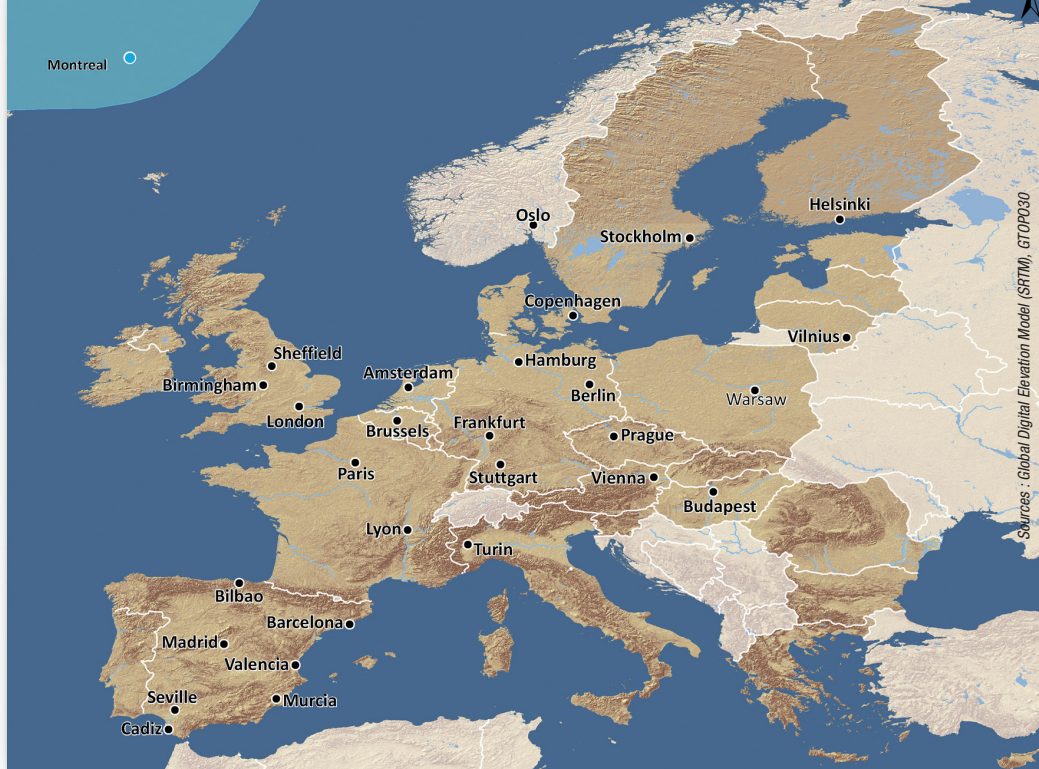 Montreal
Oslo
Helsinki
Stockholm
Copenhagen
Vilnius
Sheffield
Hamburg
Amsterdam
Birmingham
Berlin
Warsaw
London
Brussels
Frankfurt
Prague
Paris
Stuttgart
Vienna
Budapest
Lyon
Turin
Bilbao
Barcelona
Madrid
Valencia
Seville
Murcia
Cadiz
Sources : Global Digital Elevation Model (SRTM), GTOPO30